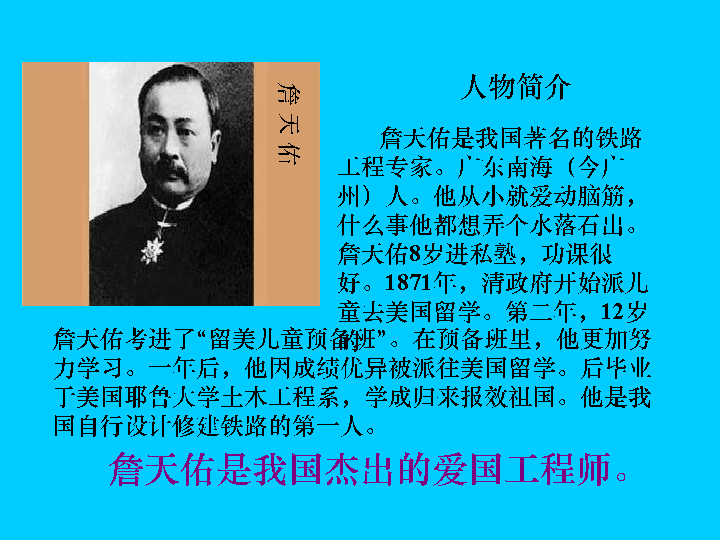 詹天佑
人物简介
詹天佑是我国著名的铁路
工程专家。广东南海（今广
州）人。他从小就爱动脑筋，
什么事他都想弄个水落石出。
詹天佑8岁进私塾，功课很
好。1871年，清政府开始派儿
童去美国留学。第二年，12岁
的
詹天佑考进了“留美儿童预备班”。在预备班里，他更加努
力学习。一年后，他因成绩优异被派往美国留学。后毕业
于美国耶鲁大学土木工程系，学成归来报效祖国。他是我
国自行设计修建铁路的第一人。
詹天佑是我国杰出的爱国工程师。